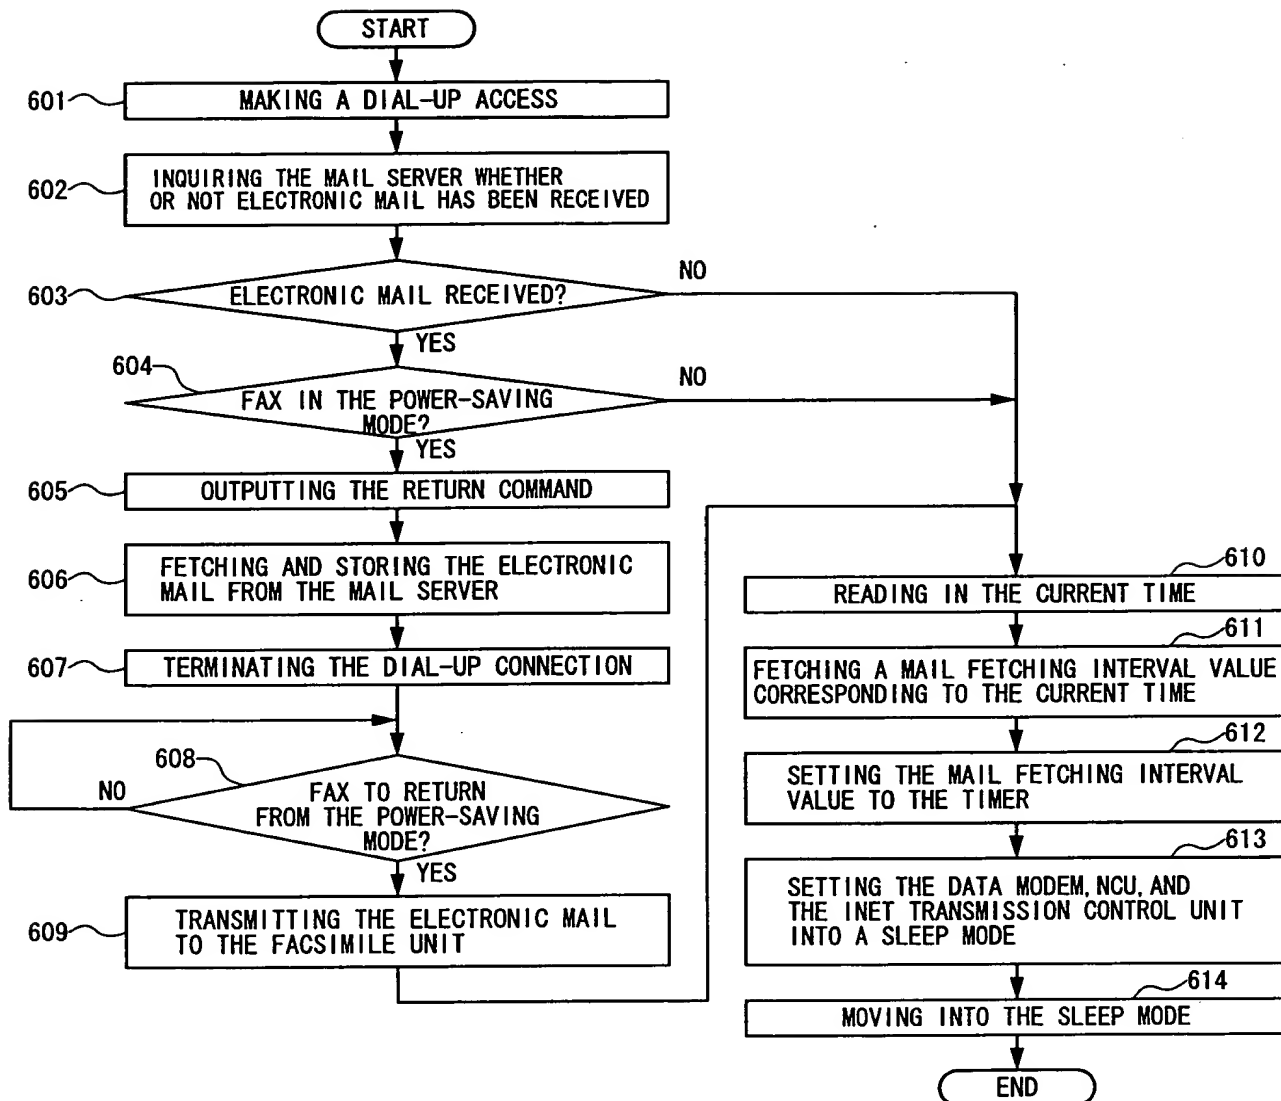 START
601
MAKING A DIAL-UP ACCESS
602
INQUIRING THE MAIL SERVER WHETHER
OR NOT ELECTRONIC MAIL HAS BEEN RECEIVED
603
ELECTRONIC MAIL RECEIVED?
NO
YES
604
FAX IN THE POWER-SAVING
MODE?
NO
YES
605
OUTPUTTING THE RETURN COMMAND
606
FETCHING AND STORING THE ELECTRONIC
MAIL FROM THE MAIL SERVER
607
TERMINATING THE DIAL-UP CONNECTION
608
NO
FAX TO RETURN
FROM THE POWER-SAVING
MODE?
YES
609
TRANSMITTING THE ELECTRONIC MAIL
TO THE FACSIMILE UNIT
610
READING IN THE CURRENT TIME
611
FETCHING A MAIL FETCHING INTERVAL VALUE
CORRESPONDING TO THE CURRENT TIME
612
SETTING THE MAIL FETCHING INTERVAL
VALUE TO THE TIMER
613
SETTING THE DATA MODEM, NCU, AND
THE INET TRANSMISSION CONTROL UNIT
INTO A SLEEP MODE
614
MOVING INTO THE SLEEP MODE
END